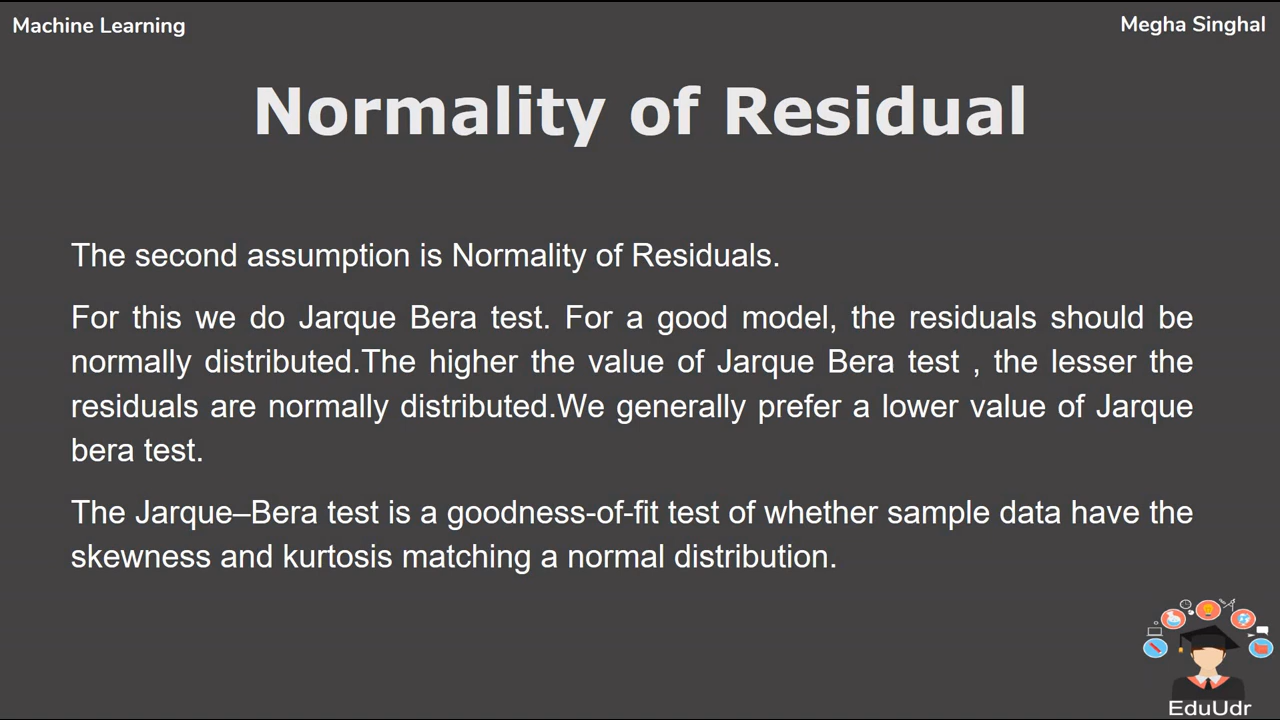 Machine Learning
Megha Singhal
Normality of Residual
The second assumption is Normality of Residuals.
For this we do Jarque Bera test. For a good model, the residuals should be
normally distributed.The higher the value of Jarque Bera test , the lesser the
residuals are normally distributed.We generally prefer a lower value of Jarque
bera test.
The Jarque–Bera test is a goodness-of-fit test of whether sample data have the
skewness and kurtosis matching a normal distribution.
EduUdr